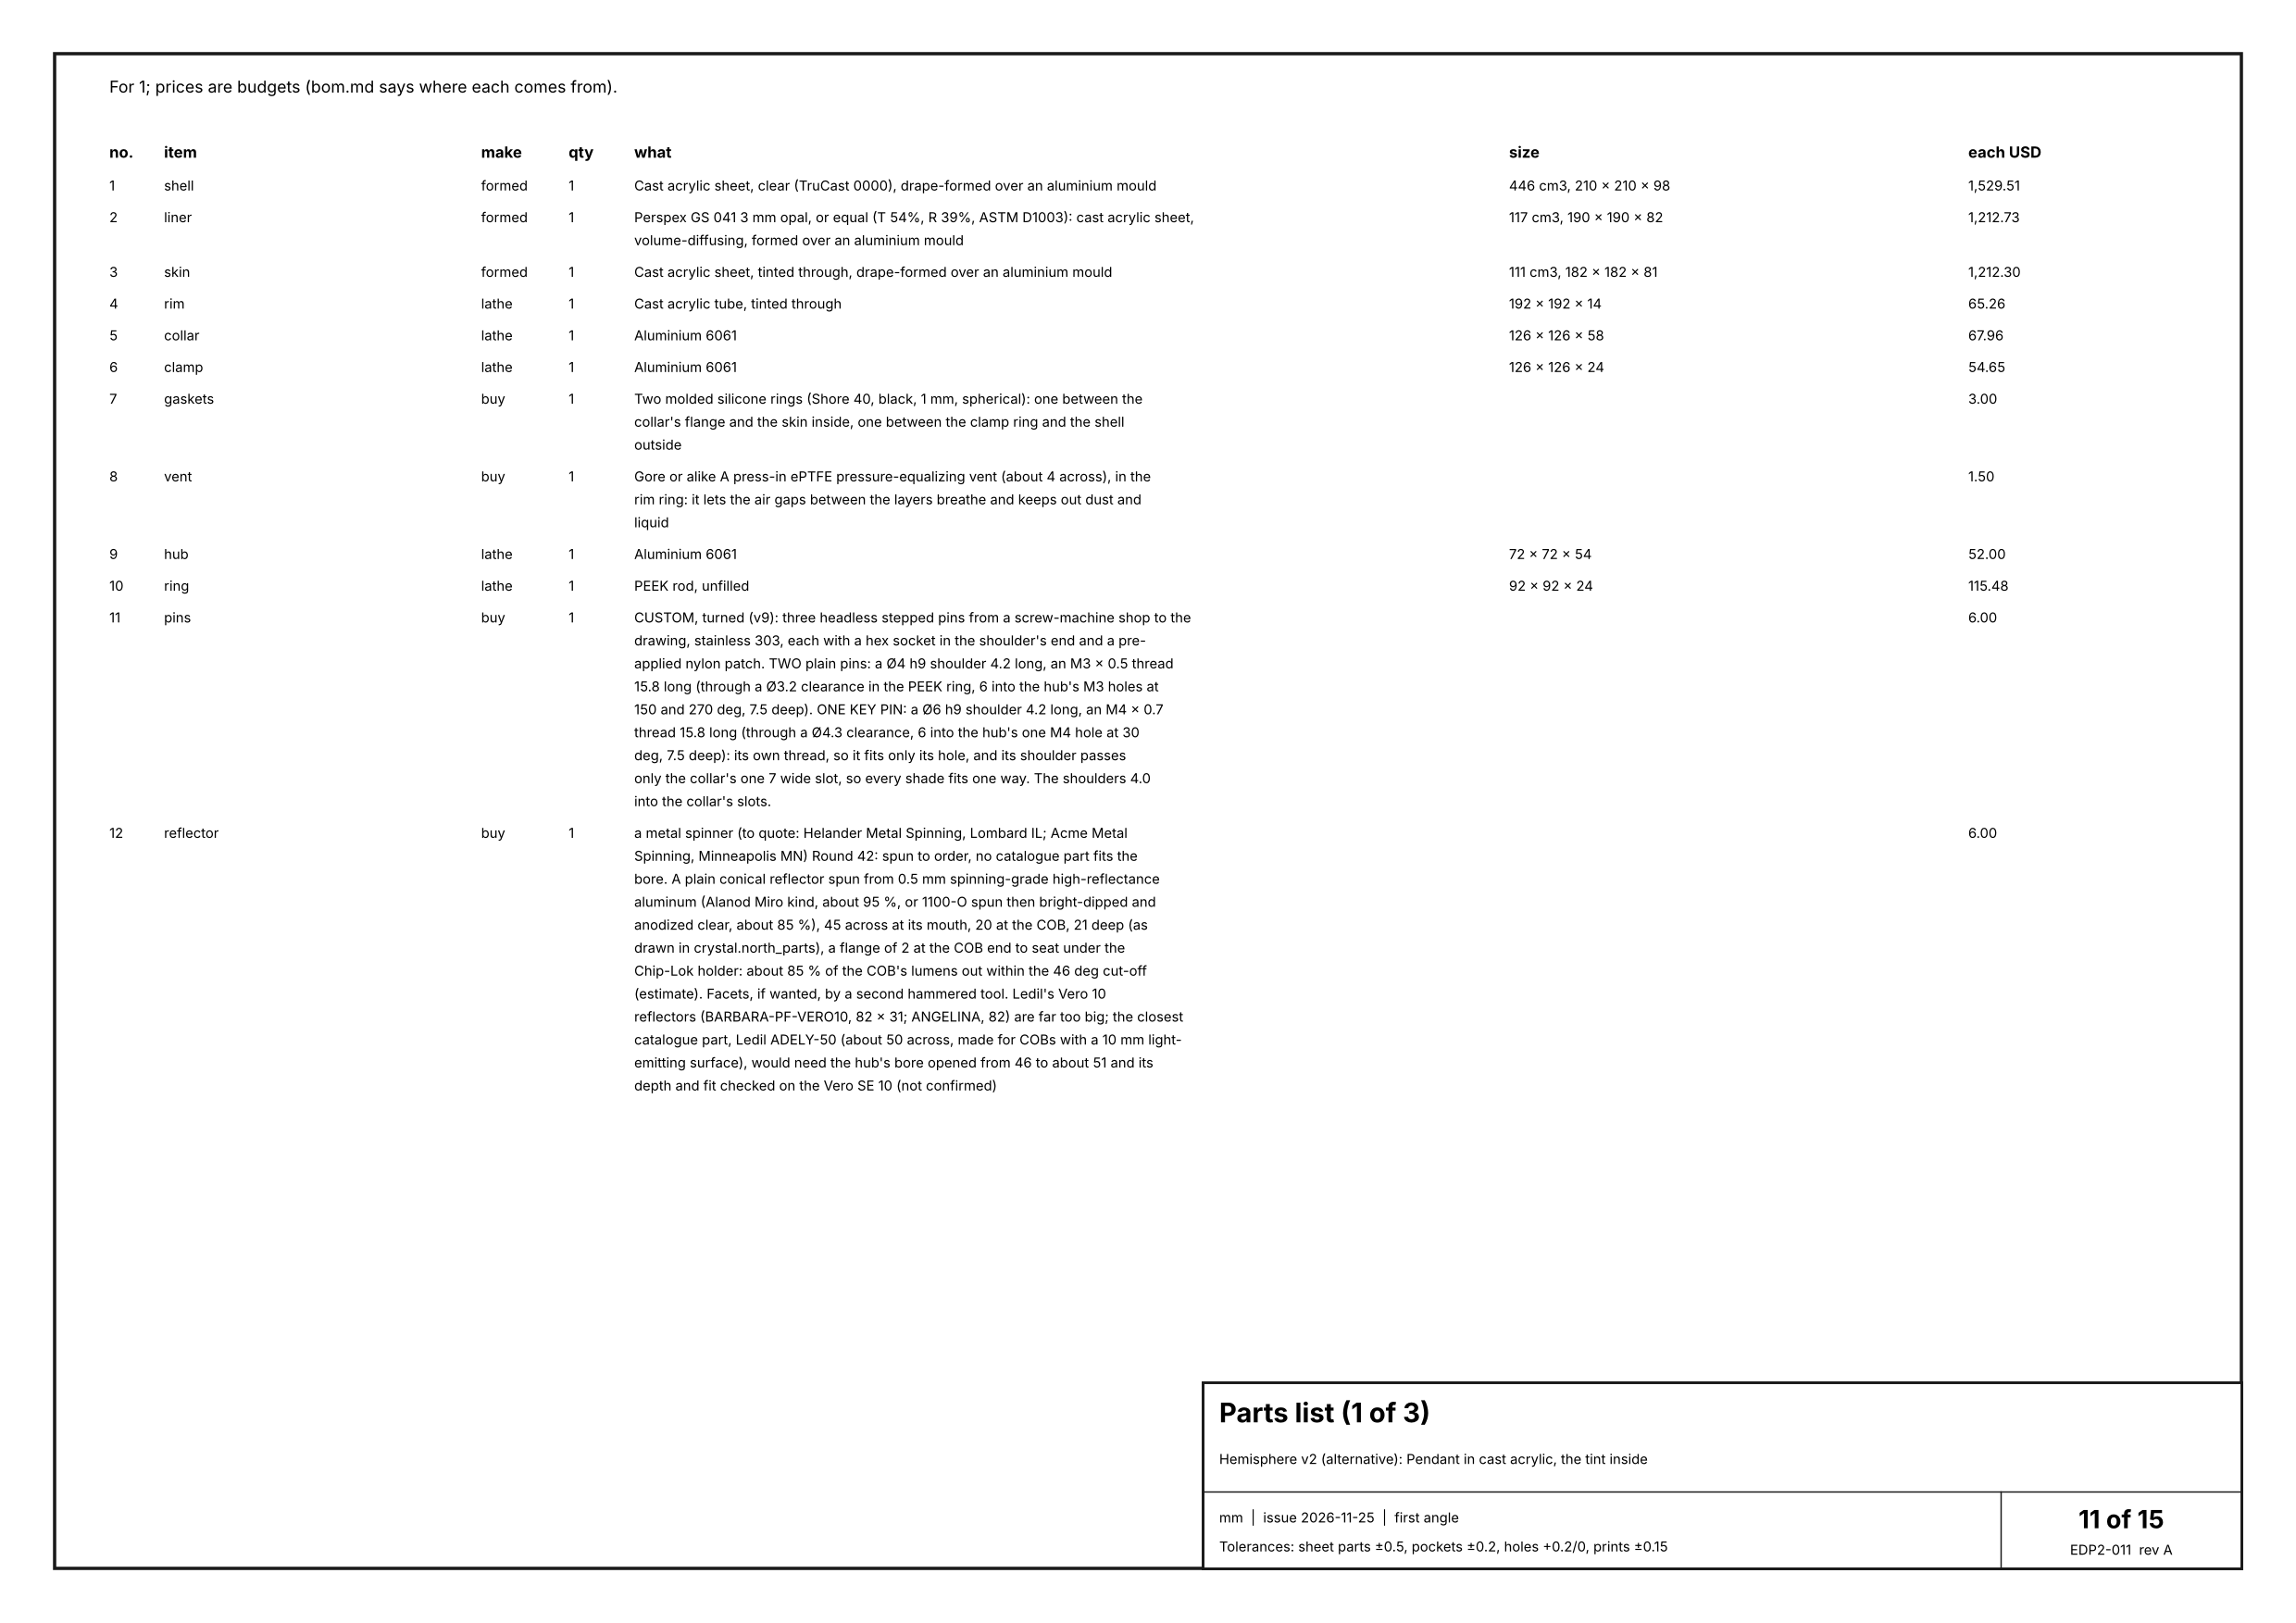 For 1; prices are budgets (bom.md says where each comes from).
no. item make qty what size each USD
1 shell formed 1 Cast acrylic sheet, clear (TruCast 0000), drape-formed over an aluminium mould 446 cm3, 210 × 210 × 98 1,529.51
2 liner formed 1 Perspex GS 041 3 mm opal, or equal (T 54%, R 39%, ASTM D1003): cast acrylic sheet, 117 cm3, 190 × 190 × 82 1,212.73
volume-diffusing, formed over an aluminium mould
3 skin formed 1 Cast acrylic sheet, tinted through, drape-formed over an aluminium mould 111 cm3, 182 × 182 × 81 1,212.30
4 rim lathe 1 Cast acrylic tube, tinted through 192 × 192 × 14 65.26
5 collar lathe 1 Aluminium 6061 126 × 126 × 58 67.96
6 clamp lathe 1 Aluminium 6061 126 × 126 × 24 54.65
7 gaskets buy 1 Two molded silicone rings (Shore 40, black, 1 mm, spherical): one between the 3.00
collar's flange and the skin inside, one between the clamp ring and the shell
outside
8 vent buy 1 Gore or alike A press-in ePTFE pressure-equalizing vent (about 4 across), in the 1.50
rim ring: it lets the air gaps between the layers breathe and keeps out dust and
liquid
9 hub lathe 1 Aluminium 6061 72 × 72 × 54 52.00
10 ring lathe 1 PEEK rod, unfilled 92 × 92 × 24 115.48
11 pins buy 1 CUSTOM, turned (v9): three headless stepped pins from a screw-machine shop to the 6.00
drawing, stainless 303, each with a hex socket in the shoulder's end and a pre-
applied nylon patch. TWO plain pins: a Ø4 h9 shoulder 4.2 long, an M3 × 0.5 thread
15.8 long (through a Ø3.2 clearance in the PEEK ring, 6 into the hub's M3 holes at
150 and 270 deg, 7.5 deep). ONE KEY PIN: a Ø6 h9 shoulder 4.2 long, an M4 × 0.7
thread 15.8 long (through a Ø4.3 clearance, 6 into the hub's one M4 hole at 30
deg, 7.5 deep): its own thread, so it fits only its hole, and its shoulder passes
only the collar's one 7 wide slot, so every shade fits one way. The shoulders 4.0
into the collar's slots.
12 reflector buy 1 a metal spinner (to quote: Helander Metal Spinning, Lombard IL; Acme Metal 6.00
Spinning, Minneapolis MN) Round 42: spun to order, no catalogue part fits the
bore. A plain conical reflector spun from 0.5 mm spinning-grade high-reflectance
aluminum (Alanod Miro kind, about 95 %, or 1100-O spun then bright-dipped and
anodized clear, about 85 %), 45 across at its mouth, 20 at the COB, 21 deep (as
drawn in crystal.north_parts), a flange of 2 at the COB end to seat under the
Chip-Lok holder: about 85 % of the COB's lumens out within the 46 deg cut-off
(estimate). Facets, if wanted, by a second hammered tool. Ledil's Vero 10
reflectors (BARBARA-PF-VERO10, 82 × 31; ANGELINA, 82) are far too big; the closest
catalogue part, Ledil ADELY-50 (about 50 across, made for COBs with a 10 mm light-
emitting surface), would need the hub's bore opened from 46 to about 51 and its
depth and fit checked on the Vero SE 10 (not confirmed)
Parts list (1 of 3)
Hemisphere v2 (alternative): Pendant in cast acrylic, the tint inside
mm | issue 2026-11-25 | first angle
Tolerances: sheet parts ±0.5, pockets ±0.2, holes +0.2/0, prints ±0.15
11 of 15
EDP2-011 rev A